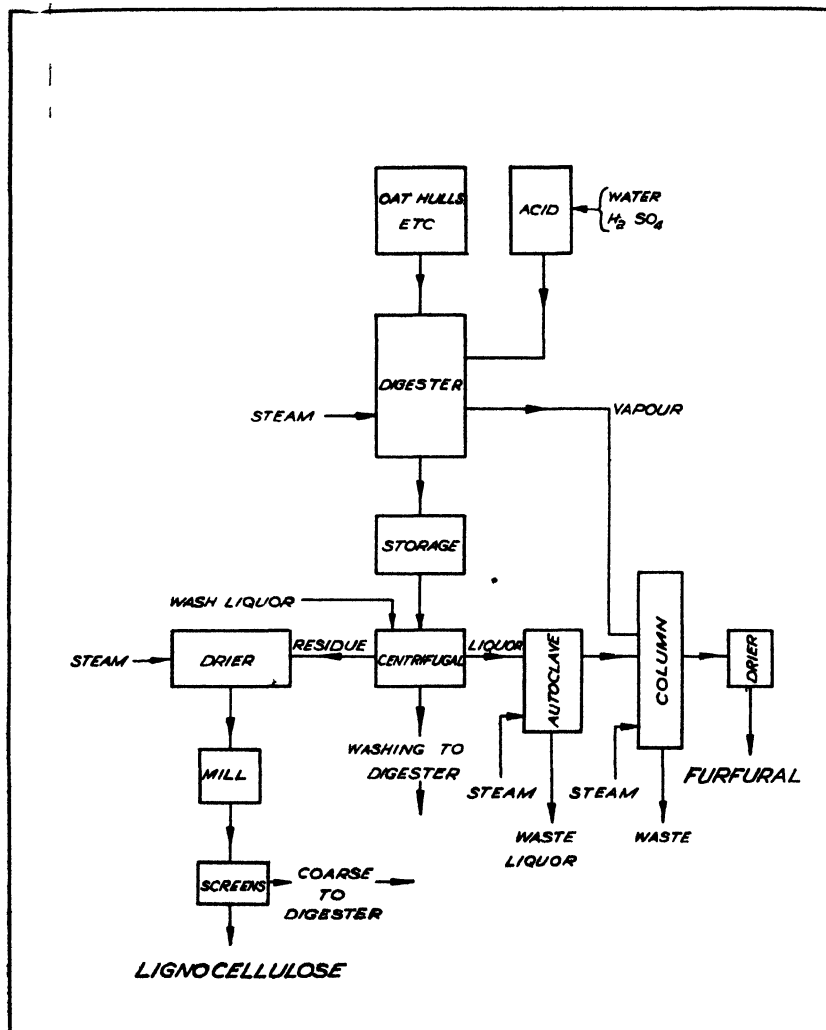 OAT HULLS
ETC
ACID
WATER
H2 SO4
DIGESTER
STEAM
VAPOUR
STORAGE
WASH LIQUOR
STEAM
DRIER
RESIDUE
CENTRIFUGAL
LIQUOR
AUTOCLAVE
COLUMN
DRIER
WASHING TO
DIGESTER
STEAM
STEAM
FURFURAL
MILL
WASTE
LIQUOR
WASTE
SCREENS
COARSE
TO
DIGESTER
LIGNOCELLULOSE